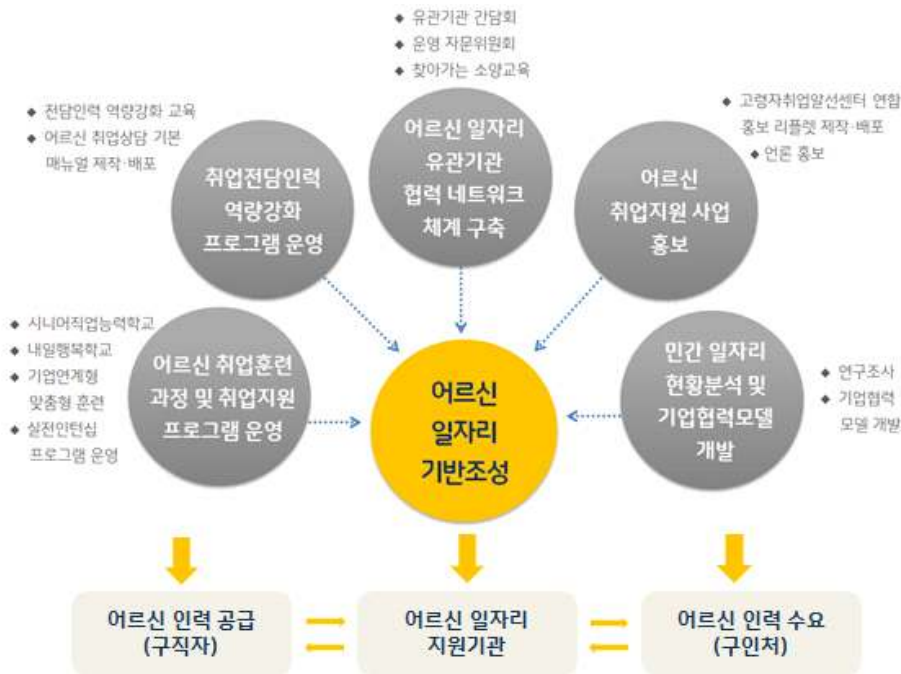 ◆ 유관기관 간담회
◆ 운영 자문위원회
◆ 찾아가는 소양교육
◆ 전담인력 역량강화 교육
◆ 어르신 취업상담 기본
매뉴얼 제작·배포
◆ 고령자취업알선센터 연합
홍보 리플렛 제작·배포
◆ 언론 홍보
취업전담인력
역량강화
프로그램 운영
어르신 일자리
유관기관
협력 네트워크
체계 구축
어르신
취업지원 사업
홍보
◆ 시니어직업능력학교
◆ 내일행복학교
◆ 기업연계형
맞춤형 훈련
◆ 실전인턴십
프로그램 운영
어르신 취업훈련
과정 및 취업지원
프로그램 운영
어르신
일자리
기반조성
민간 일자리
현황분석 및
기업협력모델
개발
◆ 연구조사
◆ 기업협력
모델 개발
어르신 인력 공급
(구직자)
어르신 일자리
지원기관
어르신 인력 수요
(구인처)